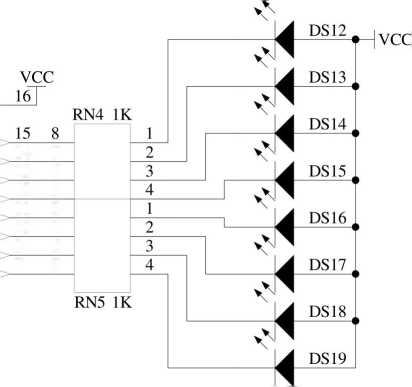 DS12
VCC
VCC
16
DS13
RN4 1K
DS14
15 8 1
2
3
DS15
4
1
DS16
2
3
DS17
4
RN5 1K
DS18
DS19